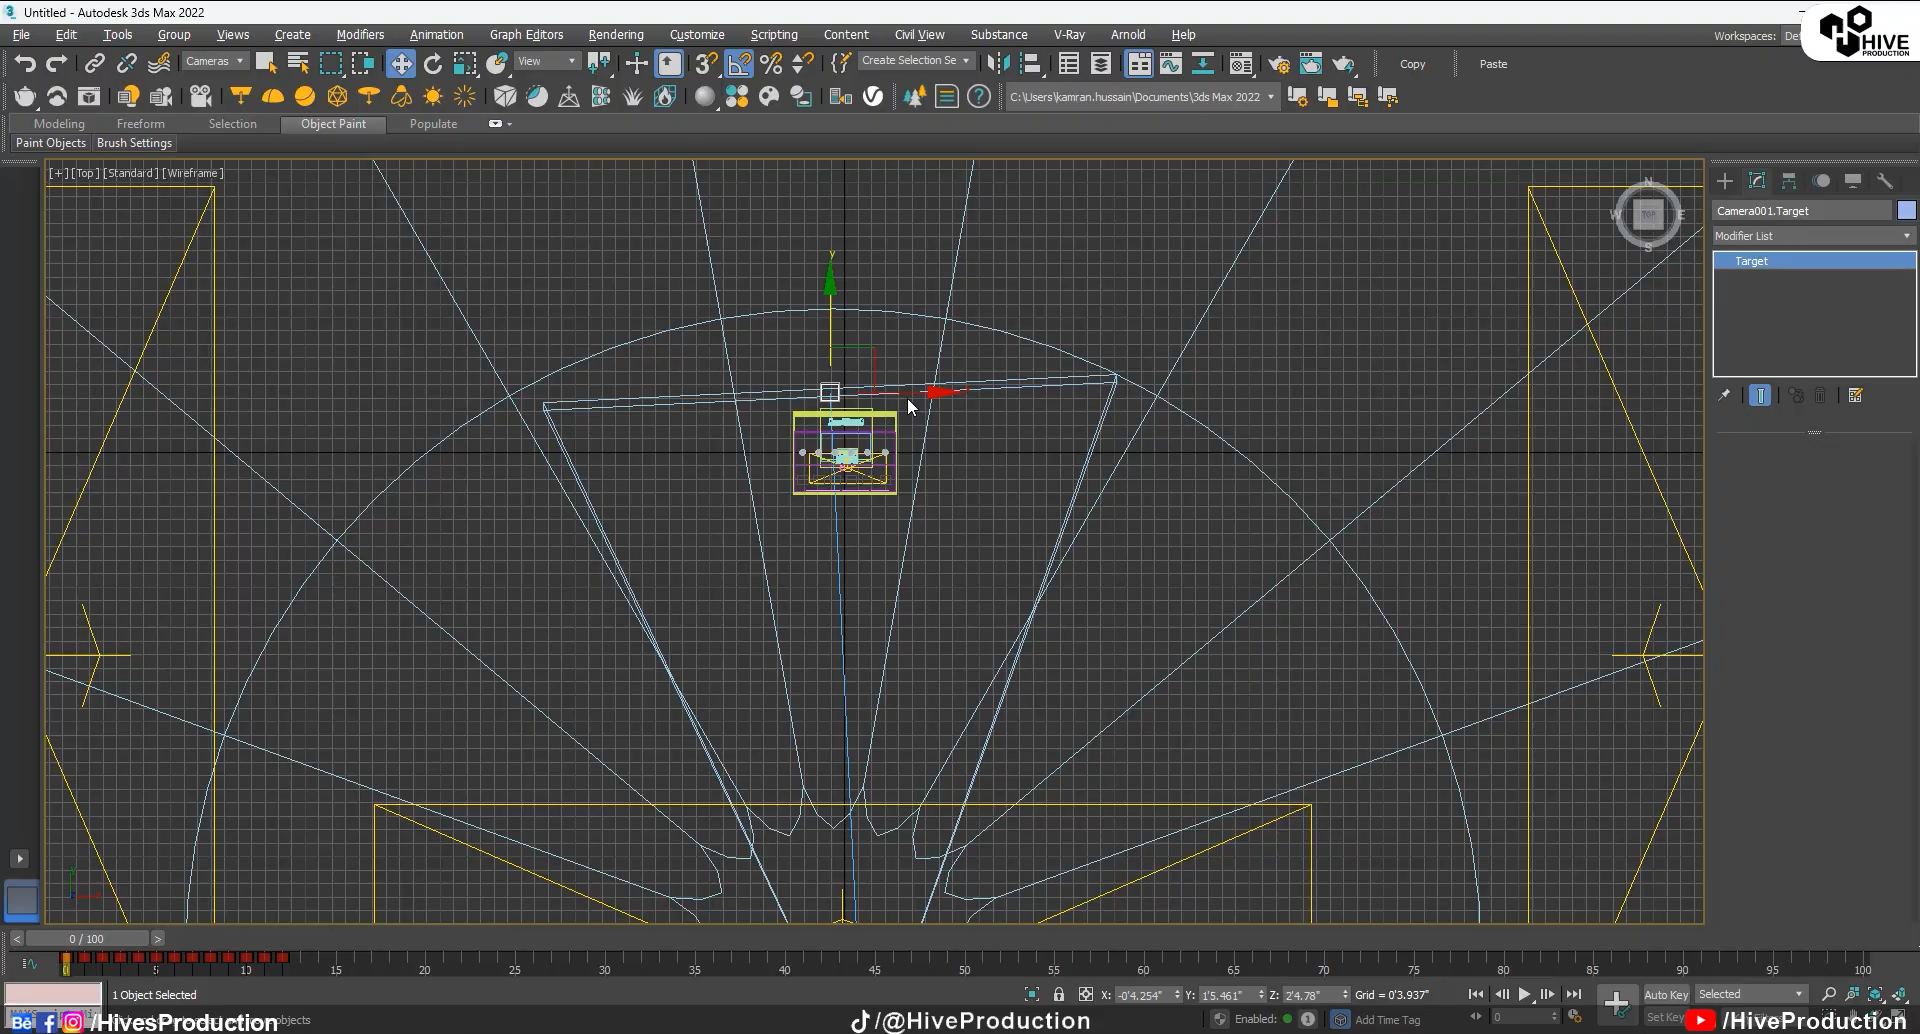 Untitled - Autodesk 3ds Max 2022
File Edit Tools Group Views Create Modifiers Animation Graph Editors Rendering Customize Scripting Content Civil View Substance V-Ray Arnold Help
Workspaces: Def
HIVE
PRODUCTION
Cameras
View
Create Selection Se
Copy
Paste
C:\Users\kamran.hussain\Documents\3ds Max 2022
Modeling Freeform Selection Object Paint Populate
Paint Objects Brush Settings
[+] [Top] [Standard] [Wireframe]
N
W TOP E
S
Camera001.Target
Modifier List
Target
y
0 / 100
0 5 10 15 20 25 30 35 40 45 50 55 60 65 70 75 80 85 90 95 100
1 Object Selected
X: -0'4.254" Y: 1'5.461" Z: 2'4.78" Grid = 0'3.937"
Auto Key Selected
Enabled: Add Time Tag
0
Set Key
Bē /HivesProduction
/@HiveProduction
/HiveProduction